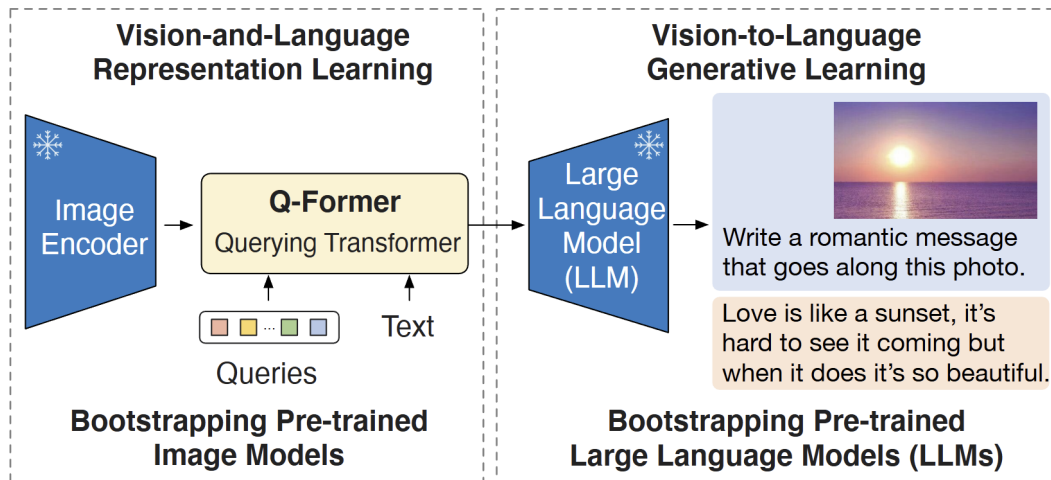 Vision-and-Language
Representation Learning
Image
Encoder
Q-Former
Querying Transformer
...
Queries
Text
Bootstrapping Pre-trained
Image Models
Vision-to-Language
Generative Learning
Large
Language
Model
(LLM)
Write a romantic message
that goes along this photo.
Love is like a sunset, it's
hard to see it coming but
when it does it's so beautiful.
Bootstrapping Pre-trained
Large Language Models (LLMs)